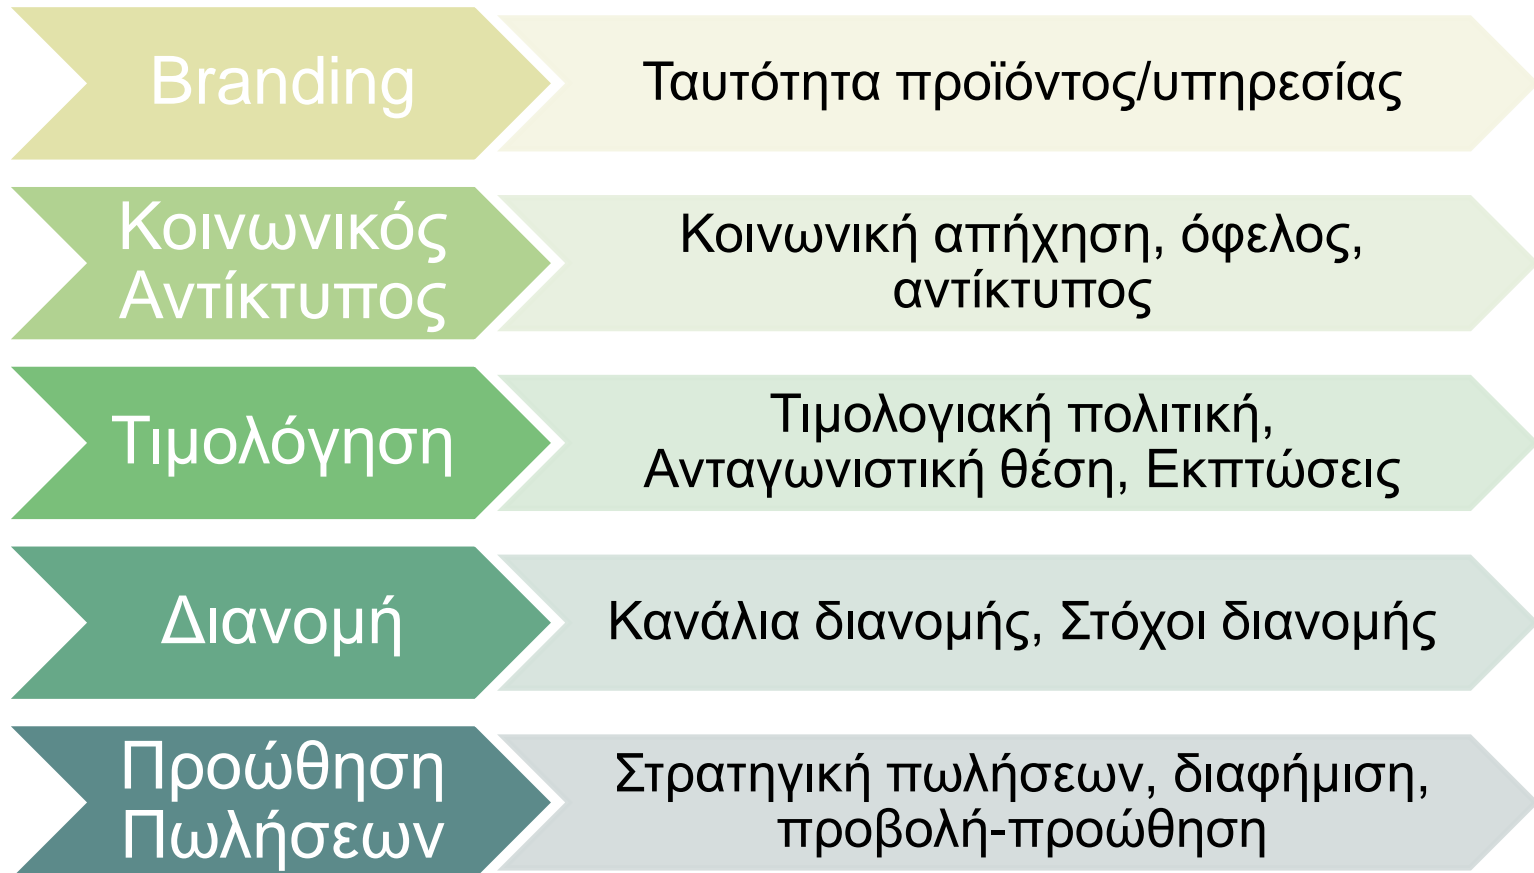 Branding
Ταυτότητα προϊόντος/υπηρεσίας
Κοινωνικός
Αντίκτυπος
Κοινωνική απήχηση, όφελος,
αντίκτυπος
Τιμολόγηση
Τιμολογιακή πολιτική,
Ανταγωνιστική θέση, Εκπτώσεις
Διανομή
Κανάλια διανομής, Στόχοι διανομής
Προώθηση
Πωλήσεων
Στρατηγική πωλήσεων, διαφήμιση,
προβολή-προώθηση